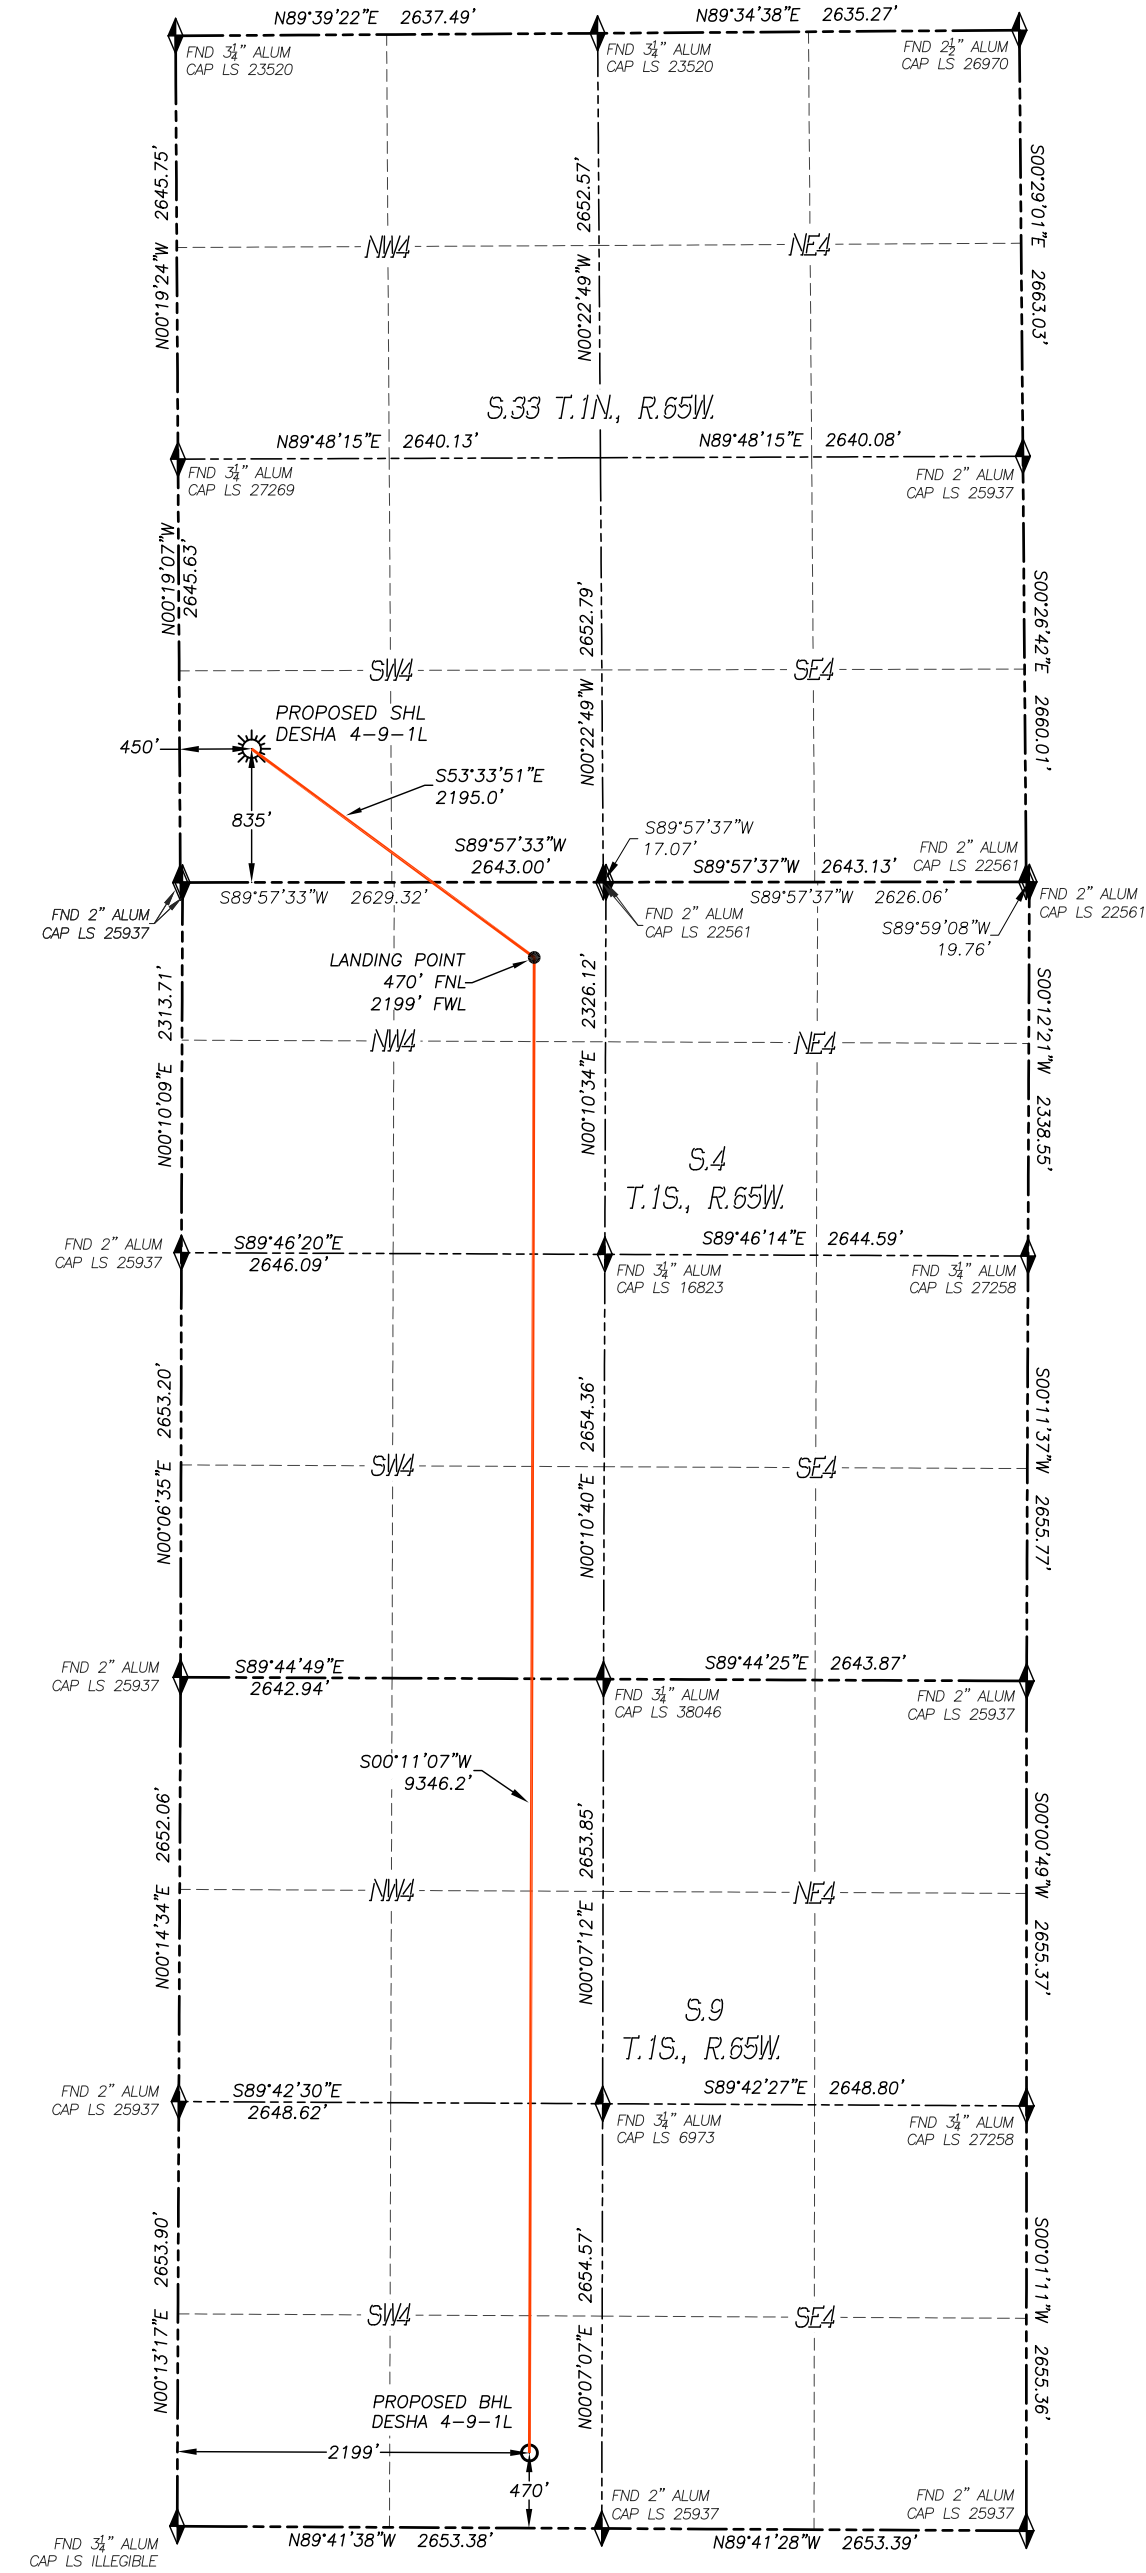 N89°39'22"E 2637.49'
N89°34'38"E 2635.27'
FND 3¼" ALUM
CAP LS 23520
FND 3¼" ALUM
CAP LS 23520
FND 2½" ALUM
CAP LS 26970
N00°19'24"W 2645.75'
N00°22'49"W 2652.57'
S00°29'01"E 2663.03'
NW4
NE4
S.33 T.1N., R.65W.
N89°48'15"E 2640.13'
N89°48'15"E 2640.08'
FND 3¼" ALUM
CAP LS 27269
FND 2" ALUM
CAP LS 25937
N00°19'07"W
2645.63'
N00°22'49"W 2652.79'
S00°26'42"E 2660.01'
SW4
SE4
PROPOSED SHL
DESHA 4-9-1L
450'
835'
S53°33'51"E
2195.0'
S89°57'33"W
2643.00'
S89°57'37"W
17.07'
S89°57'37"W 2643.13'
FND 2" ALUM
CAP LS 22561
S89°57'33"W 2629.32'
S89°57'37"W 2626.06'
FND 2" ALUM
CAP LS 22561
FND 2" ALUM
CAP LS 25937
FND 2" ALUM
CAP LS 22561
S89°59'08"W
19.76'
LANDING POINT
470' FNL
2199' FWL
N00°10'09"E 2313.71'
N00°10'34"E 2326.12'
S00°12'21"W 2338.55'
NW4
NE4
S.4
T.1S., R.65W.
FND 2" ALUM
CAP LS 25937
S89°46'20"E
2646.09'
S89°46'14"E 2644.59'
FND 3¼" ALUM
CAP LS 16823
FND 3¼" ALUM
CAP LS 27258
N00°06'35"E 2653.20'
N00°10'40"E 2654.36'
S00°11'37"W 2655.77'
SW4
SE4
FND 2" ALUM
CAP LS 25937
S89°44'49"E
2642.94'
S89°44'25"E 2643.87'
FND 3¼" ALUM
CAP LS 38046
FND 2" ALUM
CAP LS 25937
S00°11'07"W
9346.2'
N00°14'34"E 2652.06'
N00°07'12"E 2653.85'
S00°00'49"W 2655.37'
NW4
NE4
S.9
T.1S., R.65W.
FND 2" ALUM
CAP LS 25937
S89°42'30"E
2648.62'
S89°42'27"E 2648.80'
FND 3¼" ALUM
CAP LS 6973
FND 3¼" ALUM
CAP LS 27258
N00°13'17"E 2653.90'
N00°07'07"E 2654.57'
S00°01'11"W 2655.36'
SW4
SE4
PROPOSED BHL
DESHA 4-9-1L
2199'
470'
FND 2" ALUM
CAP LS 25937
FND 2" ALUM
CAP LS 25937
FND 3¼" ALUM
CAP LS ILLEGIBLE
N89°41'38"W 2653.38'
N89°41'28"W 2653.39'